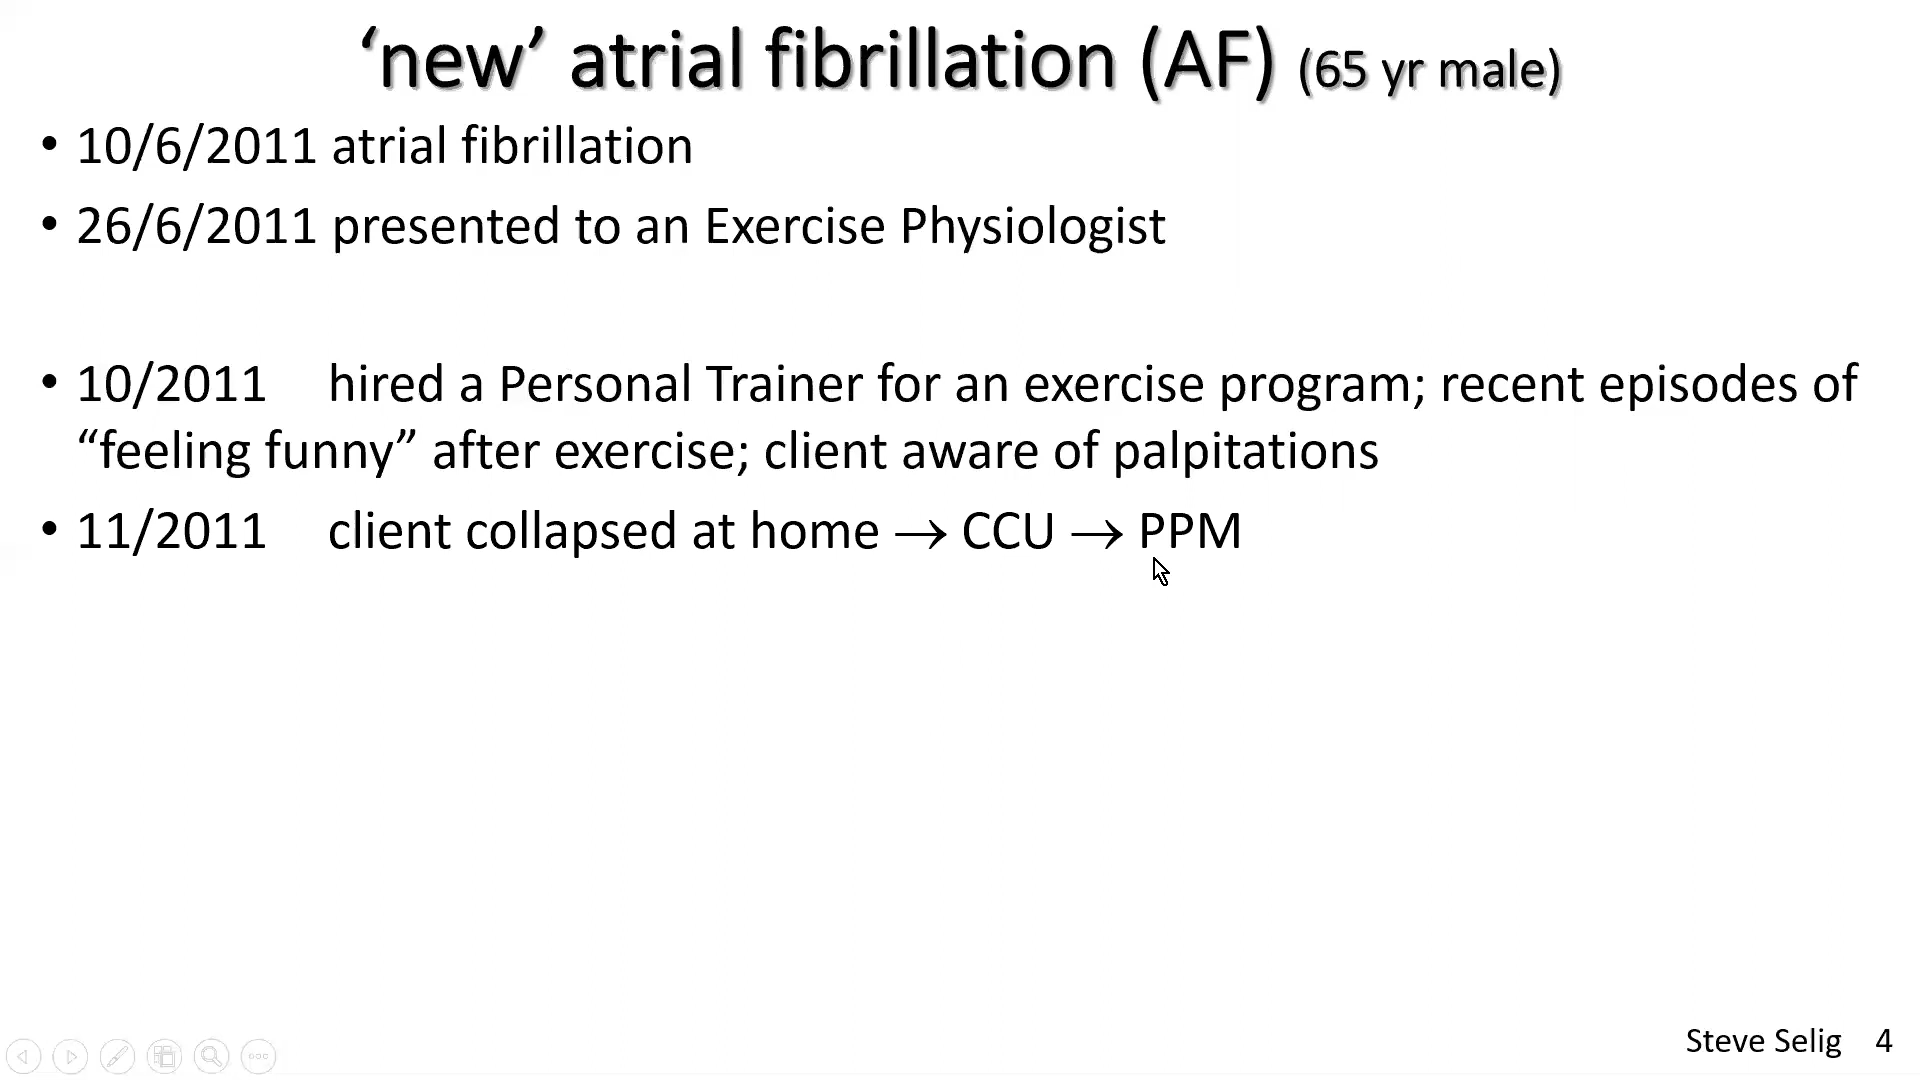 ‘new’ atrial fibrillation (AF) (65 yr male)
• 10/6/2011 atrial fibrillation
• 26/6/2011 presented to an Exercise Physiologist
• 10/2011 hired a Personal Trainer for an exercise program; recent episodes of
“feeling funny” after exercise; client aware of palpitations
• 11/2011 client collapsed at home → CCU → PPM
Steve Selig 4